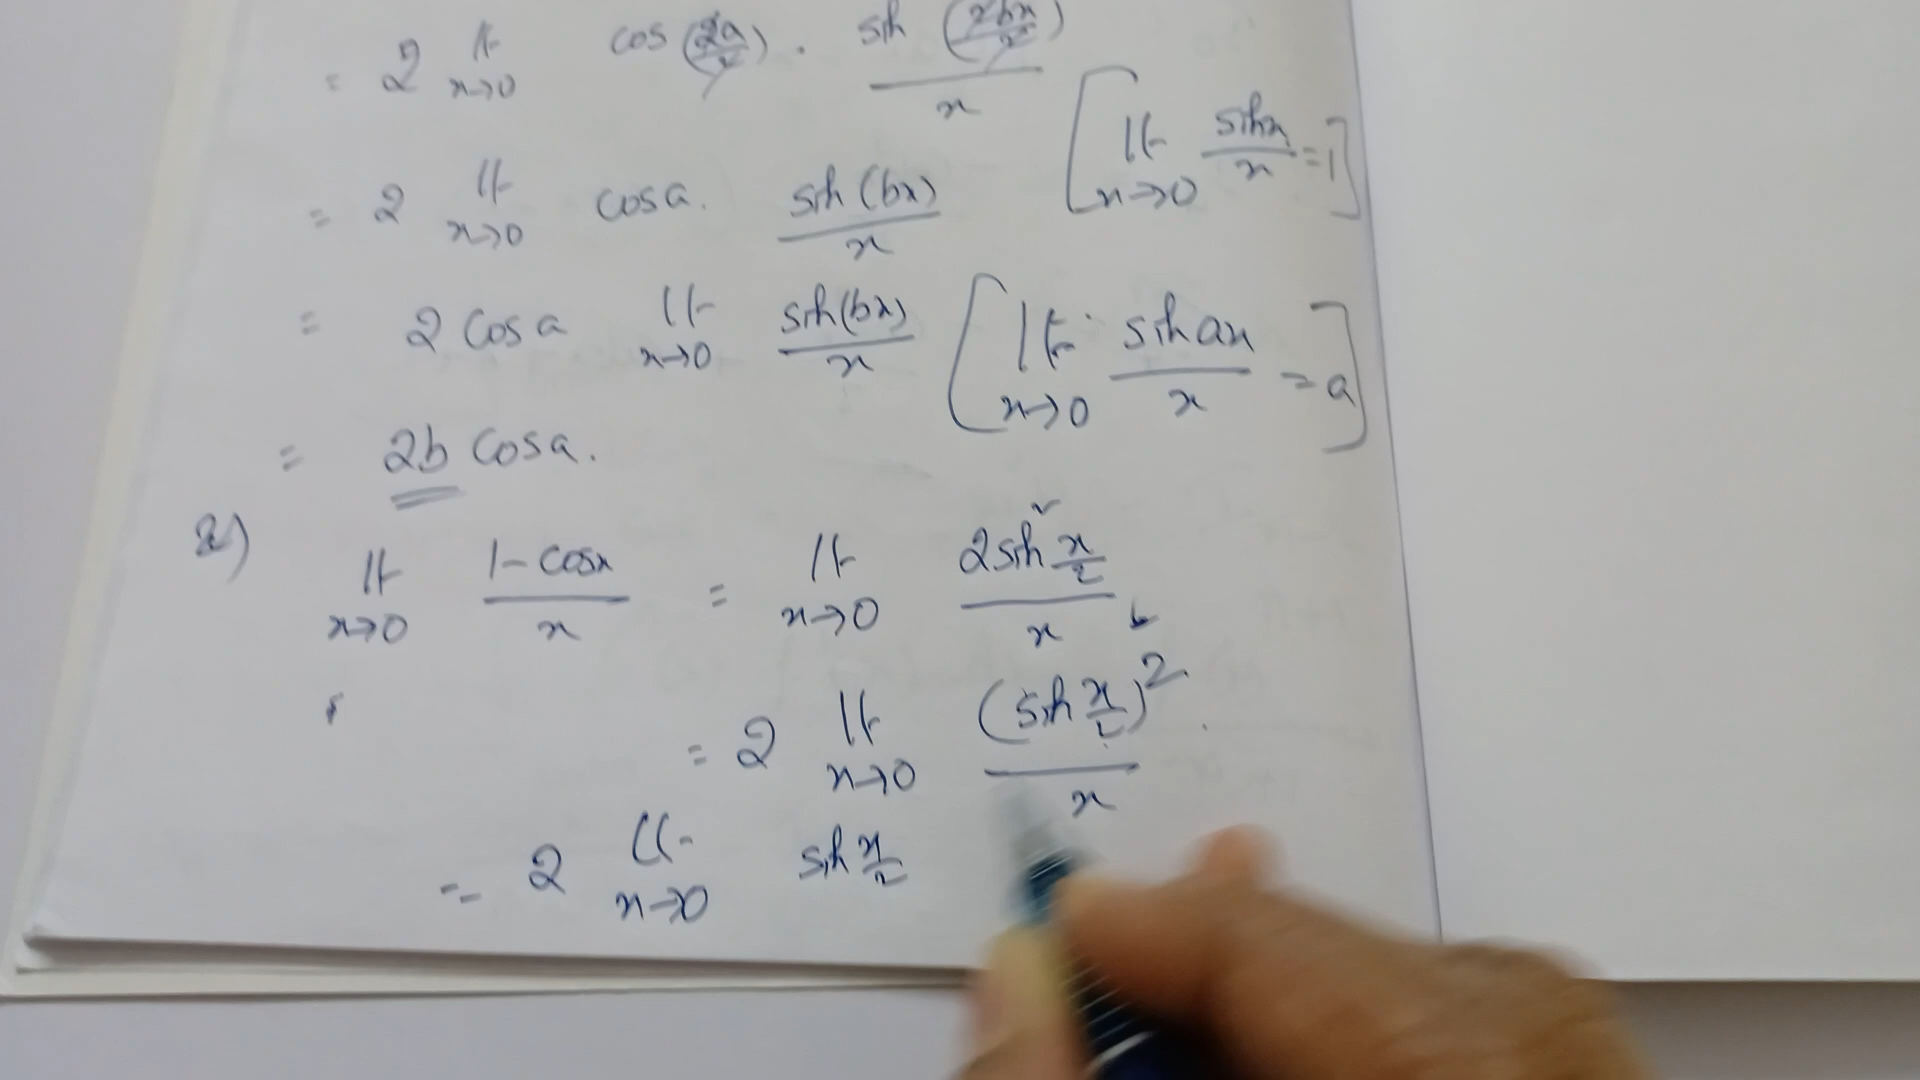 = 2 lt x→0 cos (2a/2) . sin (2bx/2) / x
= 2 lt x→0 cos a. sin (bx) / x [ lt x→0 sin x / x = 1 ]
= 2 cos a lt x→0 sin (bx) / x [ lt x→0 sin ax / x = a ]
= 2b cos a.
2) lt x→0 1 - cos x / x = lt x→0 2 sin² x/2 / x
= 2 lt x→0 (sin x/2)² / x
= 2 lt x→0 sin x/2